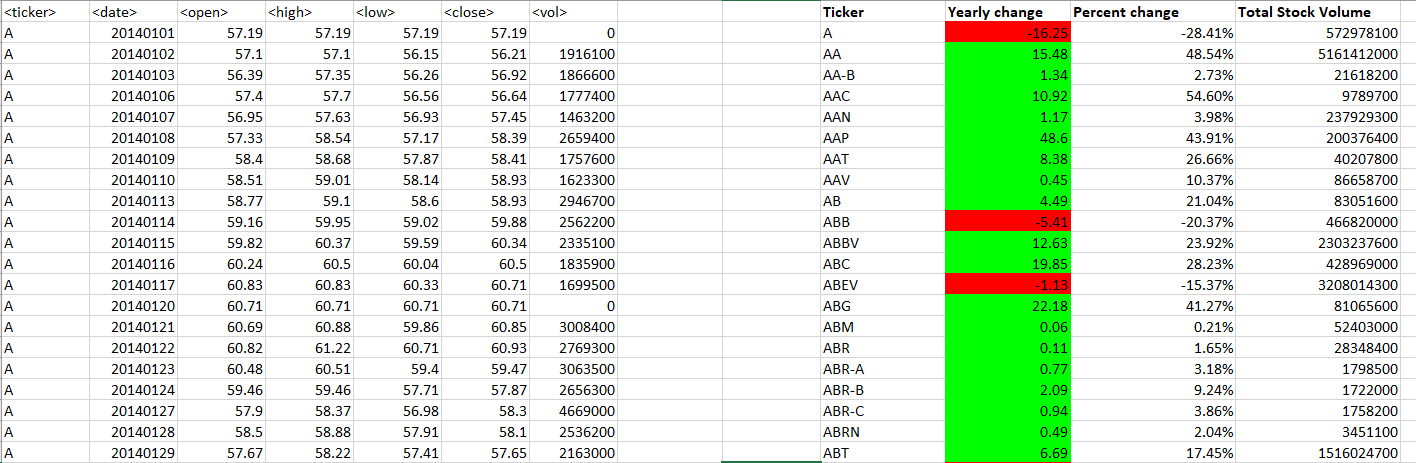 <ticker> <date> <open> <high> <low> <close> <vol> Ticker Yearly change Percent change Total Stock Volume
A 20140101 57.19 57.19 57.19 57.19 0 A -16.25 -28.41% 572978100
A 20140102 57.1 57.1 56.15 56.21 1916100 AA 15.48 48.54% 5161412000
A 20140103 56.39 57.35 56.26 56.92 1866600 AA-B 1.34 2.73% 21618200
A 20140106 57.4 57.7 56.56 56.64 1777400 AAC 10.92 54.60% 9789700
A 20140107 56.95 57.63 56.93 57.45 1463200 AAN 1.17 3.98% 237929300
A 20140108 57.33 58.54 57.17 58.39 2659400 AAP 48.6 43.91% 200376400
A 20140109 58.4 58.68 57.87 58.41 1757600 AAT 8.38 26.66% 40207800
A 20140110 58.51 59.01 58.14 58.93 1623300 AAV 0.45 10.37% 86658700
A 20140113 58.77 59.1 58.6 58.93 2946700 AB 4.49 21.04% 83051600
A 20140114 59.16 59.95 59.02 59.88 2562200 ABB -5.41 -20.37% 466820000
A 20140115 59.82 60.37 59.59 60.34 2335100 ABBV 12.63 23.92% 2303237600
A 20140116 60.24 60.5 60.04 60.5 1835900 ABC 19.85 28.23% 428969000
A 20140117 60.83 60.83 60.33 60.71 1699500 ABEV -1.13 -15.37% 3208014300
A 20140120 60.71 60.71 60.71 60.71 0 ABG 22.18 41.27% 81065600
A 20140121 60.69 60.88 59.86 60.85 3008400 ABM 0.06 0.21% 52403000
A 20140122 60.82 61.22 60.71 60.93 2769300 ABR 0.11 1.65% 28348400
A 20140123 60.48 60.51 59.4 59.47 3063500 ABR-A 0.77 3.18% 1798500
A 20140124 59.46 59.46 57.71 57.87 2656300 ABR-B 2.09 9.24% 1722000
A 20140127 57.9 58.37 56.98 58.3 4669000 ABR-C 0.94 3.86% 1758200
A 20140128 58.5 58.88 57.91 58.1 2536200 ABRN 0.49 2.04% 3451100
A 20140129 57.67 58.22 57.41 57.65 2163000 ABT 6.69 17.45% 1516024700